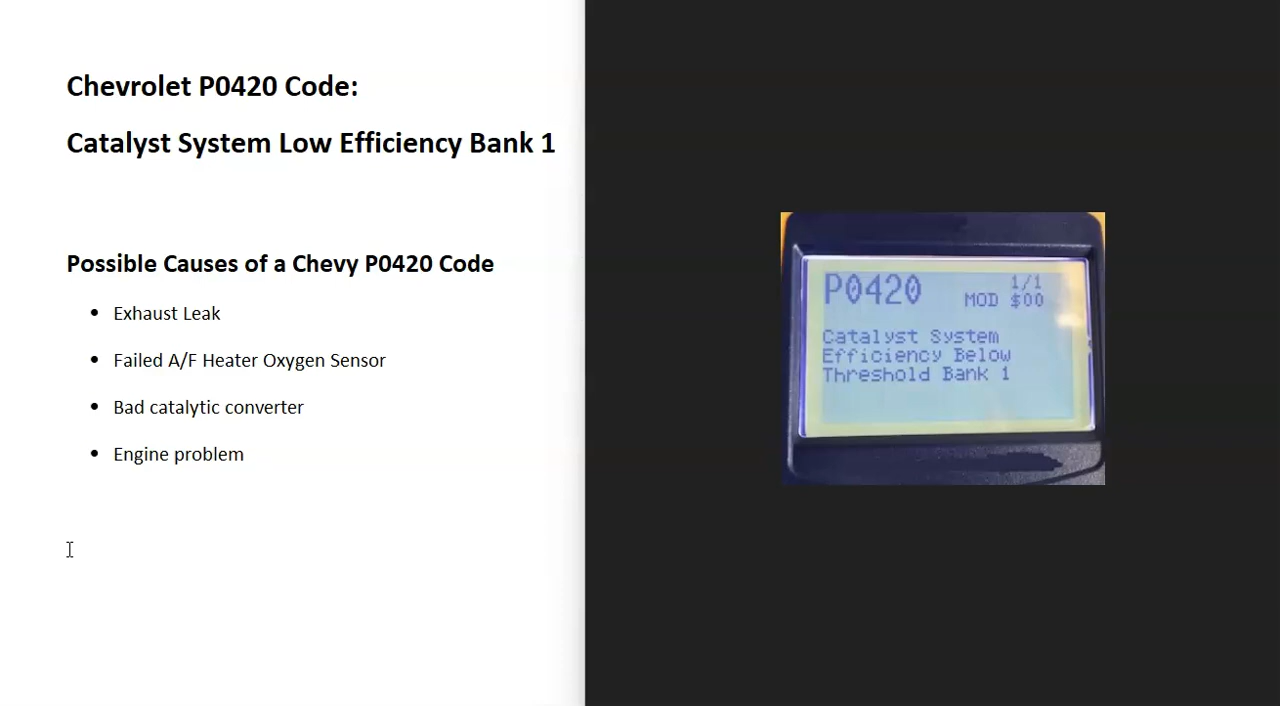 Chevrolet P0420 Code:
Catalyst System Low Efficiency Bank 1
Possible Causes of a Chevy P0420 Code
• Exhaust Leak
• Failed A/F Heater Oxygen Sensor
• Bad catalytic converter
• Engine problem
P0420
1/1
MOD $00
Catalyst System
Efficiency Below
Threshold Bank 1